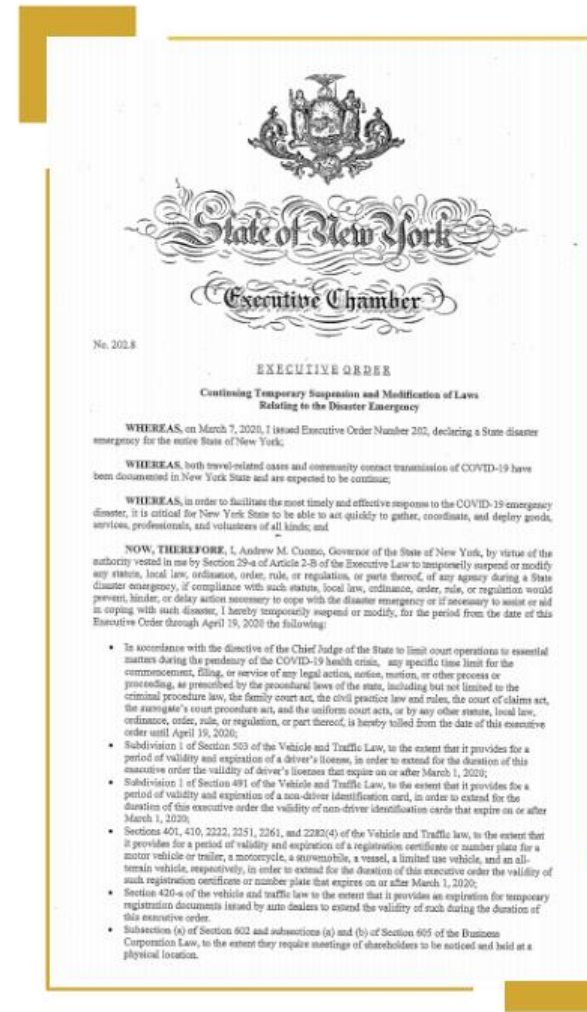 State of New York
Executive Chamber
No. 202.8
EXECUTIVE ORDER
Continuing Temporary Suspension and Modification of Laws
Relating to the Disaster Emergency
WHEREAS, on March 7, 2020, I issued Executive Order Number 202, declaring a State disaster
emergency for the entire State of New York;
WHEREAS, both travel-related cases and community contact transmission of COVID-19 have
been documented in New York State and are expected to be continue;
WHEREAS, in order to facilitate the most timely and effective response to the COVID-19 emergency
disaster, it is critical for New York State to be able to act quickly to gather, coordinate, and deploy goods,
services, professionals, and volunteers of all kinds; and
NOW, THEREFORE, I, Andrew M. Cuomo, Governor of the State of New York, by virtue of the
authority vested in me by Section 29-a of Article 2-B of the Executive Law to temporarily suspend or modify
any statute, local law, ordinance, order, rule, or regulation, or parts thereof, of any agency during a State
disaster emergency, if compliance with such statute, local law, ordinance, order, rule, or regulation would
prevent, hinder, or delay action necessary to cope with the disaster emergency or if necessary to assist or aid
in coping with such disaster, I hereby temporarily suspend or modify, for the period from the date of this
Executive Order through April 19, 2020 the following:
• In accordance with the directive of the Chief Judge of the State to limit court operations to essential
matters during the pendency of the COVID-19 health crisis, any specific time limit for the
commencement, filing, or service of any legal action, notice, motion, or other process or
proceeding, as prescribed by the procedural laws of the state, including but not limited to the
criminal procedure law, the family court act, the civil practice law and rules, the court of claims act,
the surrogate's court procedure act, and the uniform court acts, or by any other statute, local law,
ordinance, order, rule, or regulation, or part thereof, is hereby tolled from the date of this executive
order until April 19, 2020;
• Subdivision 1 of Section 503 of the Vehicle and Traffic Law, to the extent that it provides for a
period of validity and expiration of a driver's license, in order to extend for the duration of this
executive order the validity of driver's licenses that expire on or after March 1, 2020;
• Subdivision 1 of Section 491 of the Vehicle and Traffic Law, to the extent that it provides for a
period of validity and expiration of a non-driver identification card, in order to extend for the
duration of this executive order the validity of non-driver identification cards that expire on or after
March 1, 2020;
• Sections 401, 410, 2222, 2251, 2261, and 2282(4) of the Vehicle and Traffic law, to the extent that
it provides for a period of validity and expiration of a registration certificate or number plate for a
motor vehicle or trailer, a motorcycle, a snowmobile, a vessel, a limited use vehicle, and an all-
terrain vehicle, respectively, in order to extend for the duration of this executive order the validity of
such registration certificate or number plate that expires on or after March 1, 2020;
• Section 420-a of the vehicle and traffic law to the extent that it provides an expiration for temporary
registration documents issued by auto dealers to extend the validity of such during the duration of
this executive order.
• Subsection (a) of Section 602 and subsections (a) and (b) of Section 605 of the Business
Corporation Law, to the extent they require meetings of shareholders to be noticed and held at a
physical location.